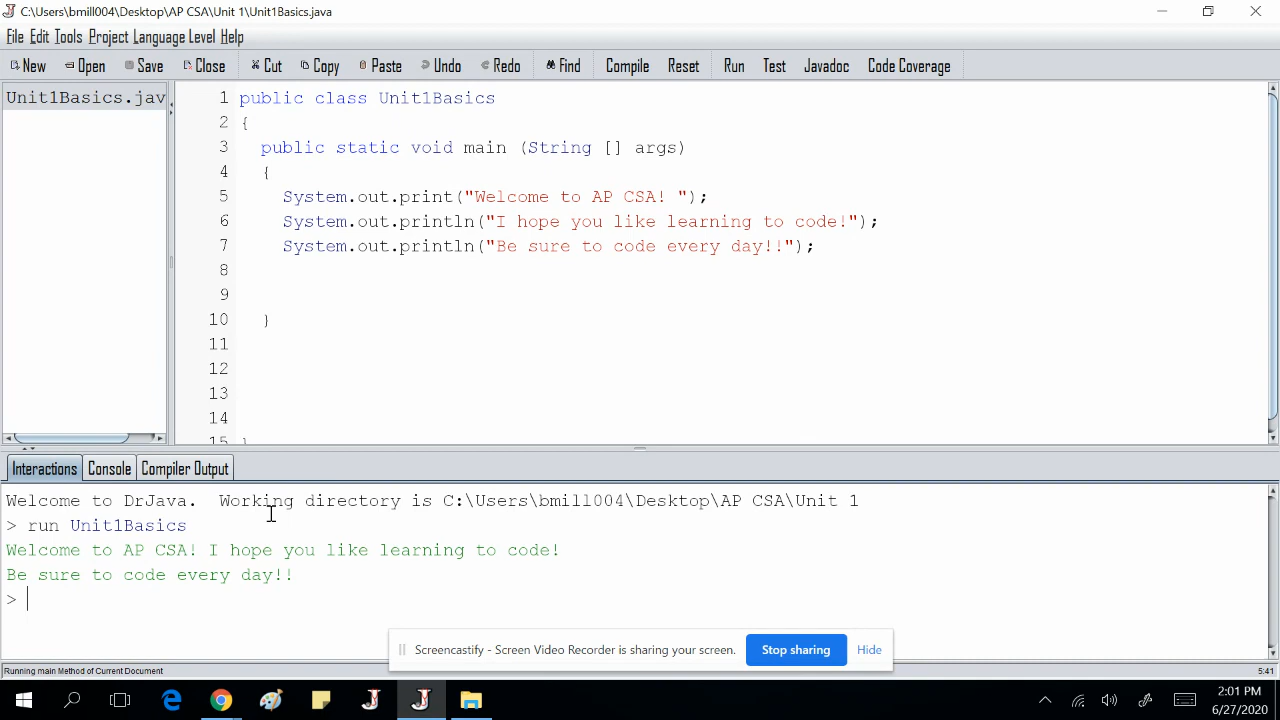 C:\Users\bmill004\Desktop\AP CSA\Unit 1\Unit1Basics.java
File Edit Tools Project Language Level Help
New Open Save Close Cut Copy Paste Undo Redo Find Compile Reset Run Test Javadoc Code Coverage
Unit1Basics.jav
1 public class Unit1Basics
2 {
3 public static void main (String [] args)
4 {
5 System.out.print("Welcome to AP CSA! ");
6 System.out.println("I hope you like learning to code!");
7 System.out.println("Be sure to code every day!!");
8
9
10 }
11
12
13
14
15 }
Interactions Console Compiler Output
Welcome to DrJava.  Working directory is C:\Users\bmill004\Desktop\AP CSA\Unit 1
> run Unit1Basics
Welcome to AP CSA! I hope you like learning to code!
Be sure to code every day!!
>
Screencastify - Screen Video Recorder is sharing your screen. Stop sharing Hide
Running main Method of Current Document 5:41
2:01 PM
6/27/2020